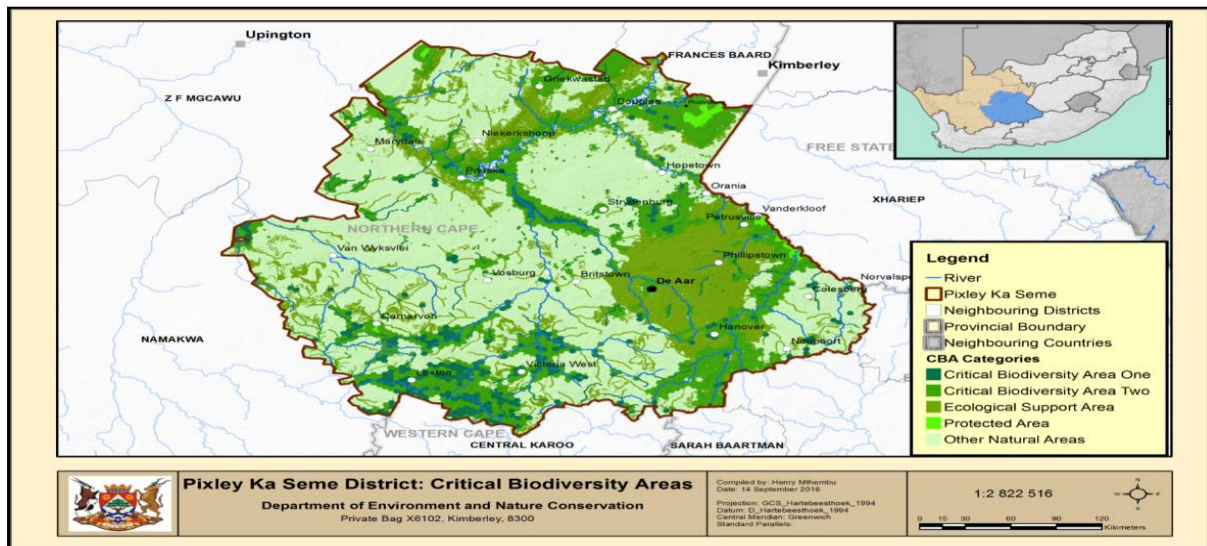 Upington
FRANCES BAARD
Kimberley
Z F MGCAWU
Griekwastad
Douglas
Niekerkshoop
Marydale
FREE STATE
Prieska
Hopetown
Orania
XHARIEP
Strydenburg
Vanderkloof
Petrusville
NORTHERN CAPE
Van Wyksvlei
Phillipstown
Vosburg
Britstown
De Aar
Norvalspo
Colesberg
Carnarvon
Hanover
Noupoort
NAMAKWA
Loxton
Victoria West
WESTERN CAPE
CENTRAL KAROO
SARAH BAARTMAN
Legend
River
Pixley Ka Seme
Neighbouring Districts
Provincial Boundary
Neighbouring Countries
CBA Categories
Critical Biodiversity Area One
Critical Biodiversity Area Two
Ecological Support Area
Protected Area
Other Natural Areas
Pixley Ka Seme District: Critical Biodiversity Areas
Department of Environment and Nature Conservation
Private Bag X6102, Kimberley, 8300
Compiled by: Henry Mthembu
Date: 14 September 2016
Projection: GCS_Hartebeesthoek_1994
Datum: D_Hartebeesthoek_1994
Central Meridian: Greenwich
Standard Parallels:
1:2 822 516
N
W E
S
0 15 30 60 90 120
Kilometers